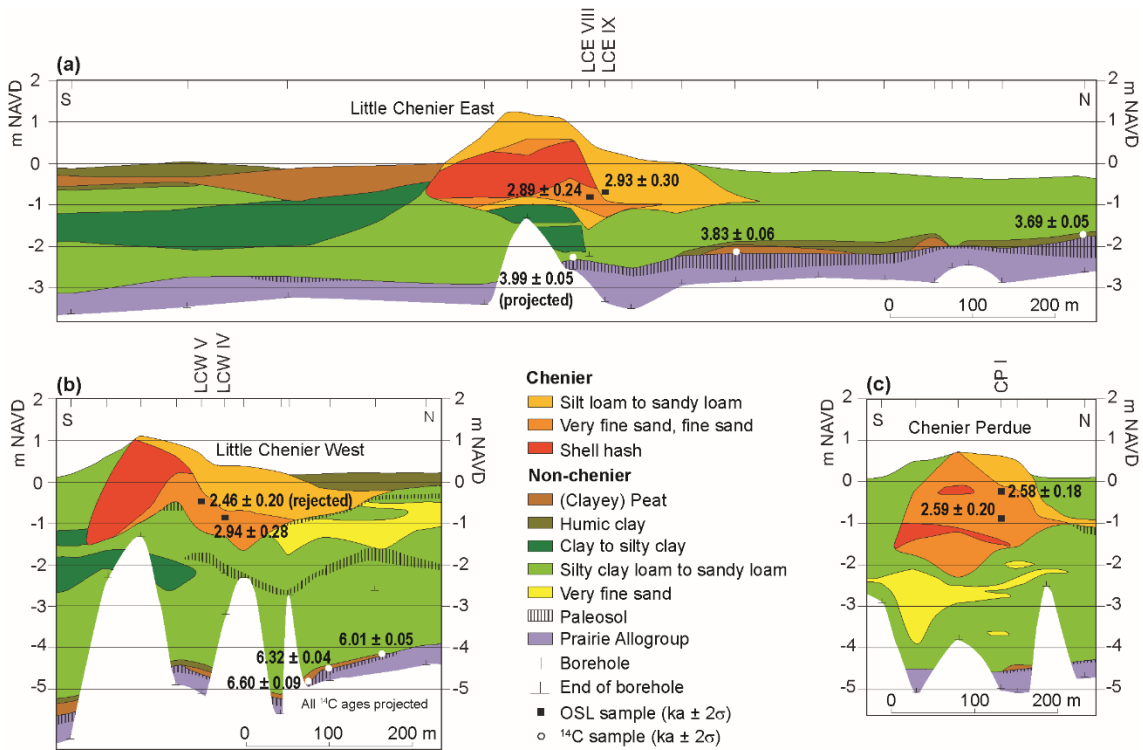 (a)
LCE VIII
LCE IX
2
1
0
-1
-2
-3
m NAVD
S
Little Chenier East
N
2
1
0
-1
-2
-3
m NAVD
2.89 ± 0.24
2.93 ± 0.30
3.83 ± 0.06
3.69 ± 0.05
3.99 ± 0.05
(projected)
0 100 200 m
(b)
LCW V
LCW IV
2
1
0
-1
-2
-3
-4
-5
m NAVD
S
Little Chenier West
N
2
1
0
-1
-2
-3
-4
-5
m NAVD
2.46 ± 0.20 (rejected)
2.94 ± 0.28
6.01 ± 0.05
6.32 ± 0.04
6.60 ± 0.09
All ¹⁴C ages projected
0 100 200 m
Chenier
Silt loam to sandy loam
Very fine sand, fine sand
Shell hash
Non-chenier
(Clayey) Peat
Humic clay
Clay to silty clay
Silty clay loam to sandy loam
Very fine sand
Paleosol
Prairie Allogroup
Borehole
End of borehole
OSL sample (ka ± 2σ)
¹⁴C sample (ka ± 2σ)
(c)
CP I
2
1
0
-1
-2
-3
-4
-5
m NAVD
S
N
Chenier Perdue
2
1
0
-1
-2
-3
-4
-5
m NAVD
2.58 ± 0.18
2.59 ± 0.20
0 100 200 m